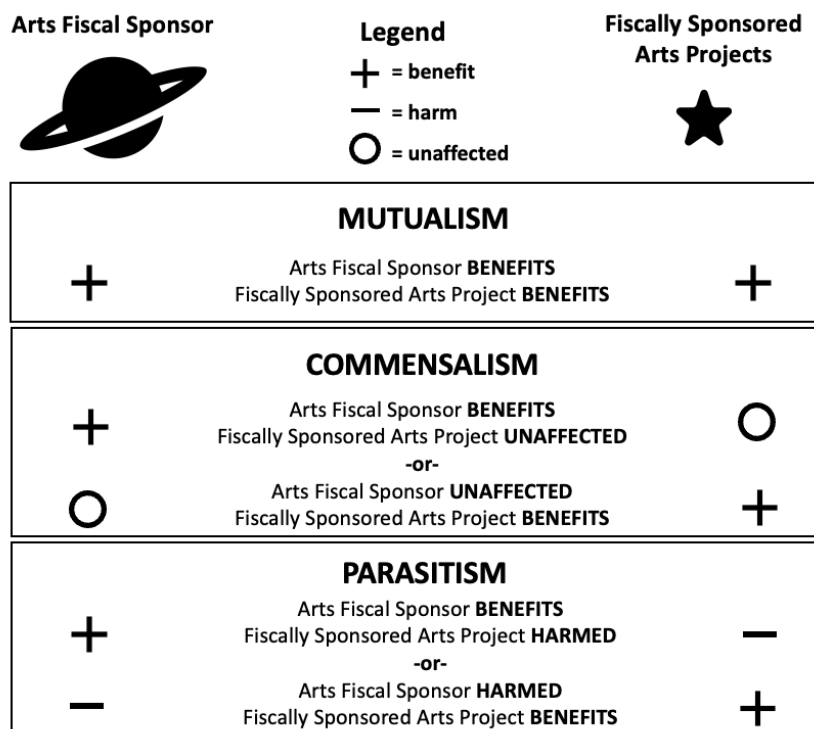 Arts Fiscal Sponsor
Legend
Fiscally Sponsored
Arts Projects
+ = benefit
− = harm
○ = unaffected
MUTUALISM
Arts Fiscal Sponsor BENEFITS
Fiscally Sponsored Arts Project BENEFITS
COMMENSALISM
Arts Fiscal Sponsor BENEFITS
Fiscally Sponsored Arts Project UNAFFECTED
-or-
Arts Fiscal Sponsor UNAFFECTED
Fiscally Sponsored Arts Project BENEFITS
PARASITISM
Arts Fiscal Sponsor BENEFITS
Fiscally Sponsored Arts Project HARMED
-or-
Arts Fiscal Sponsor HARMED
Fiscally Sponsored Arts Project BENEFITS